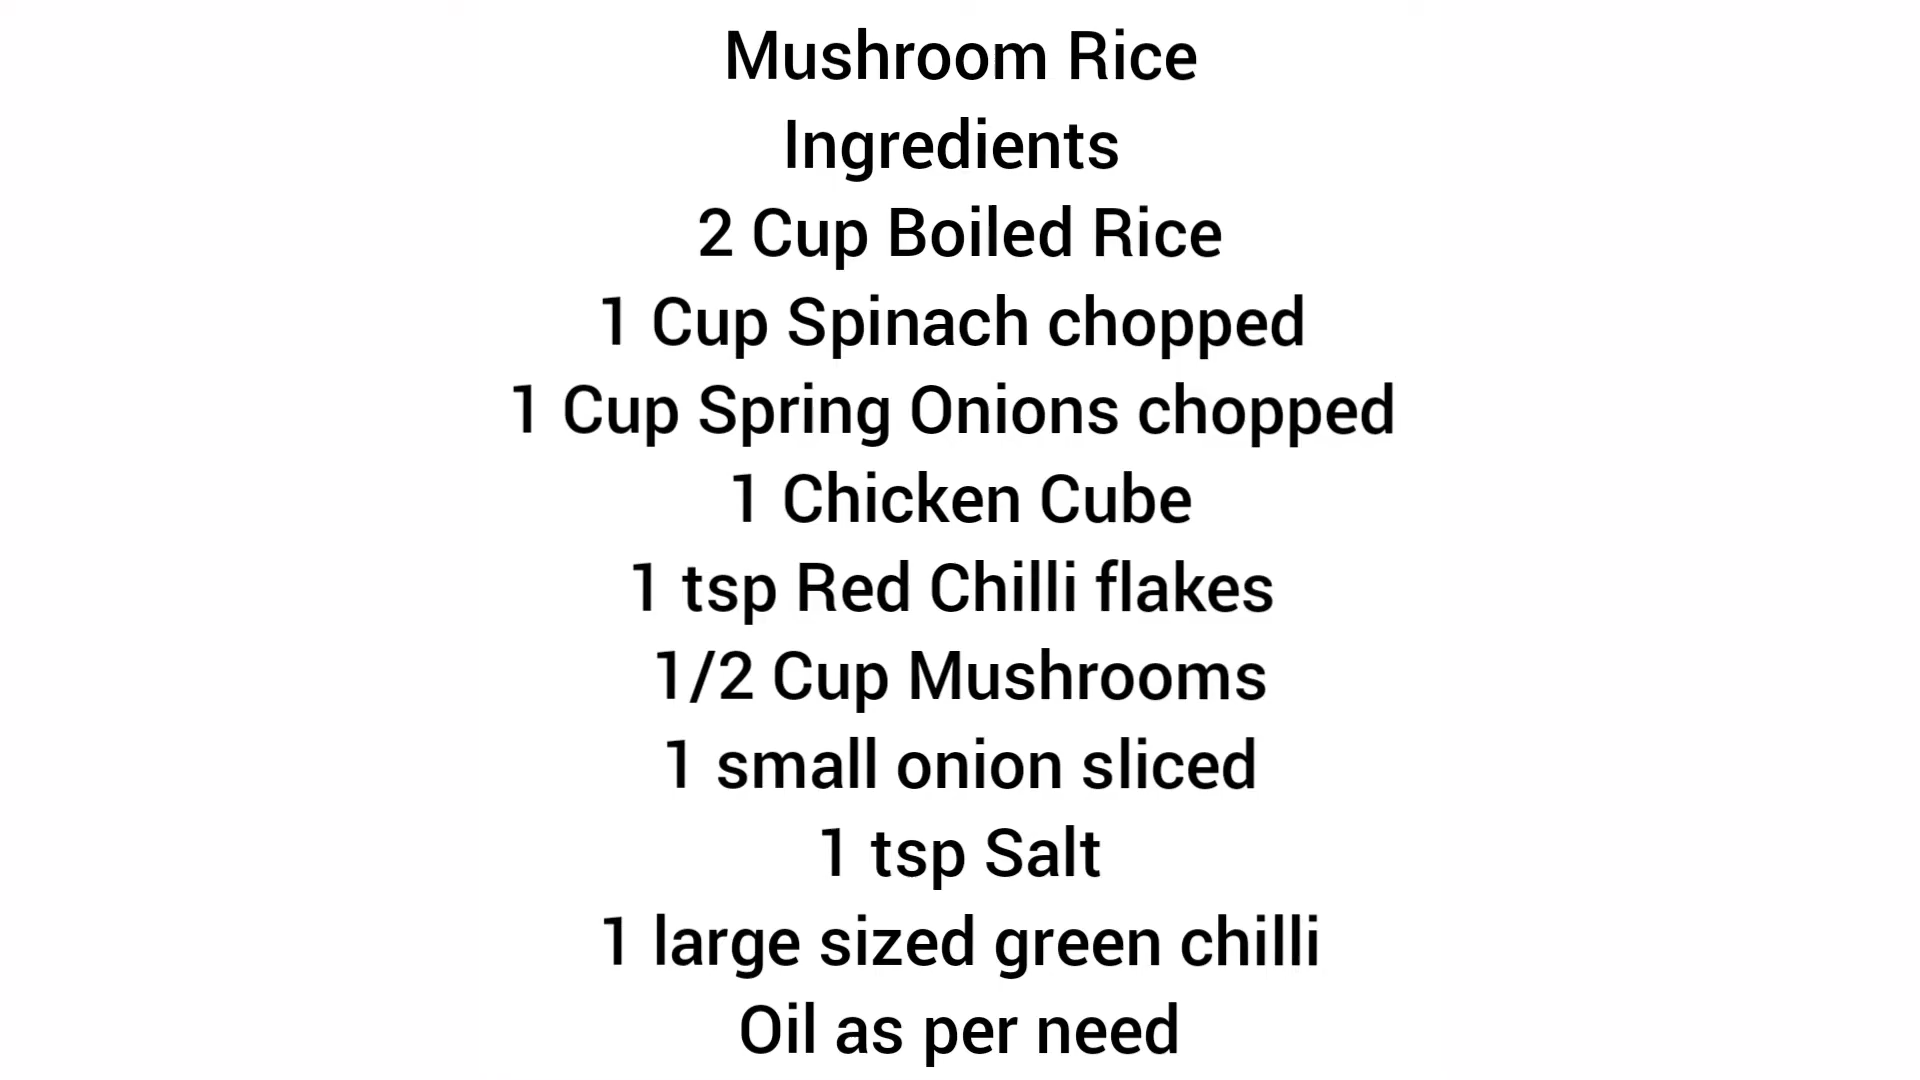 Mushroom Rice
Ingredients
2 Cup Boiled Rice
1 Cup Spinach chopped
1 Cup Spring Onions chopped
1 Chicken Cube
1 tsp Red Chilli flakes
1/2 Cup Mushrooms
1 small onion sliced
1 tsp Salt
1 large sized green chilli
Oil as per need